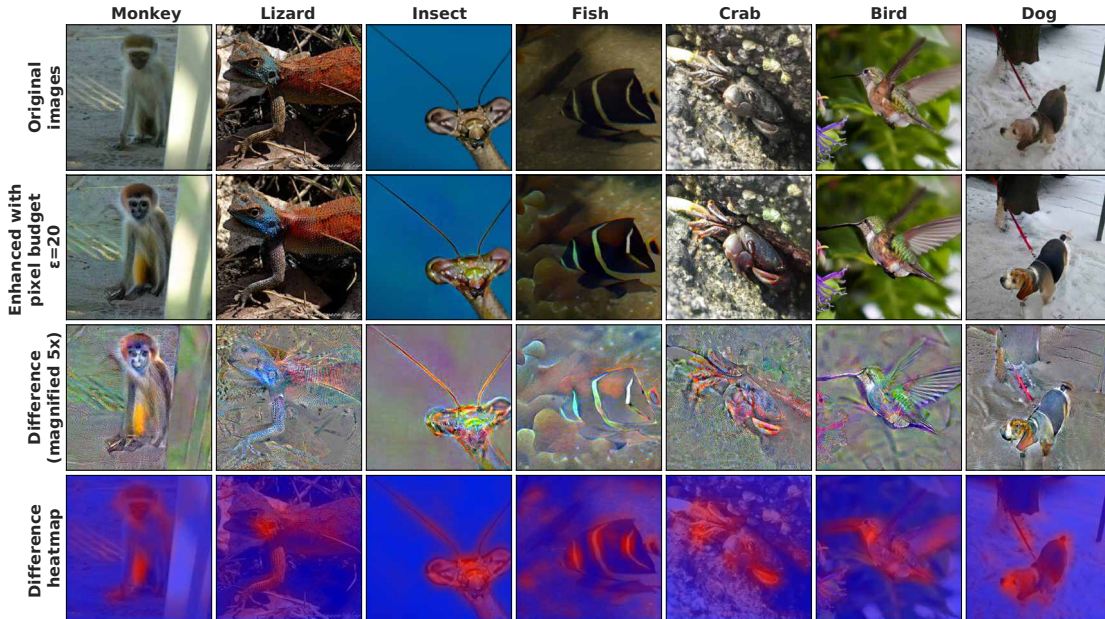 Monkey Lizard Insect Fish Crab Bird Dog
Original
images
Enhanced with
pixel budget
ε=20
Difference
(magnified 5x)
Difference
heatmap